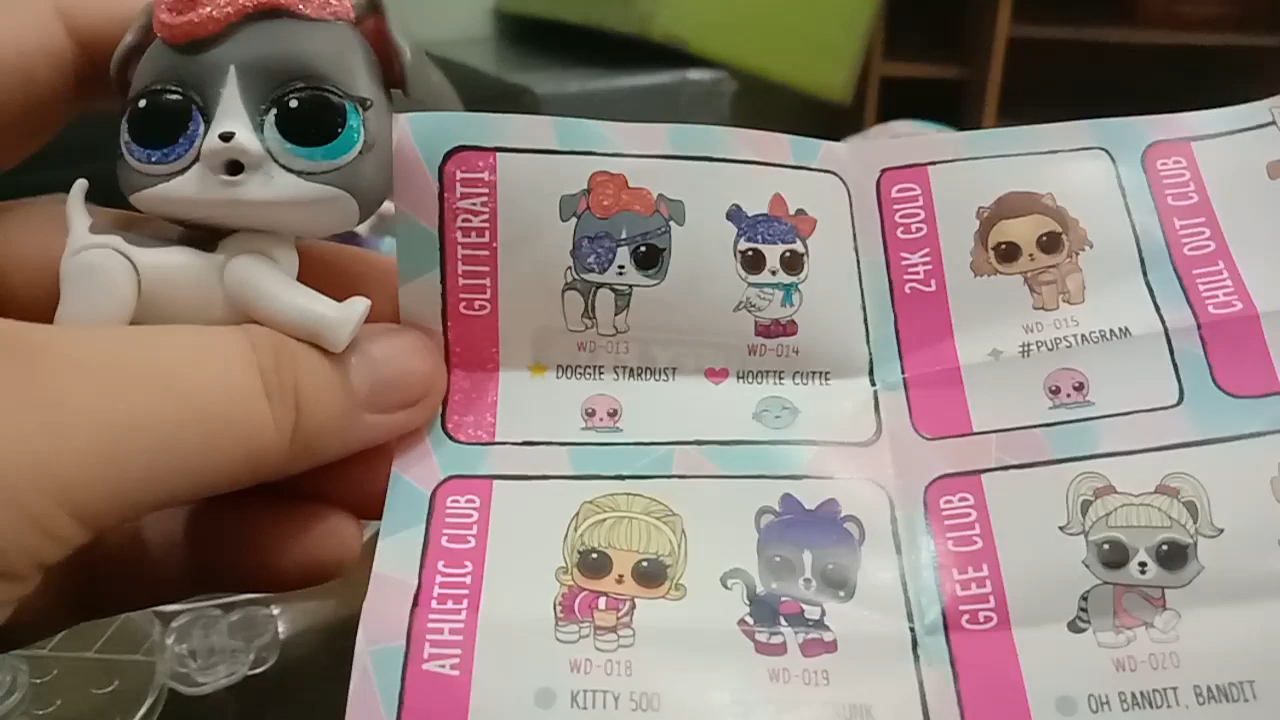 GLITTERATI
WD-013
DOGGIE STARDUST
WD-014
HOOTIE CUTIE
24K GOLD
WD-015
#PUPSTAGRAM
CHILL OUT CLUB
ATHLETIC CLUB
WD-018
KITTY 500
WD-019
GLEE CLUB
WD-020
OH BANDIT, BANDIT